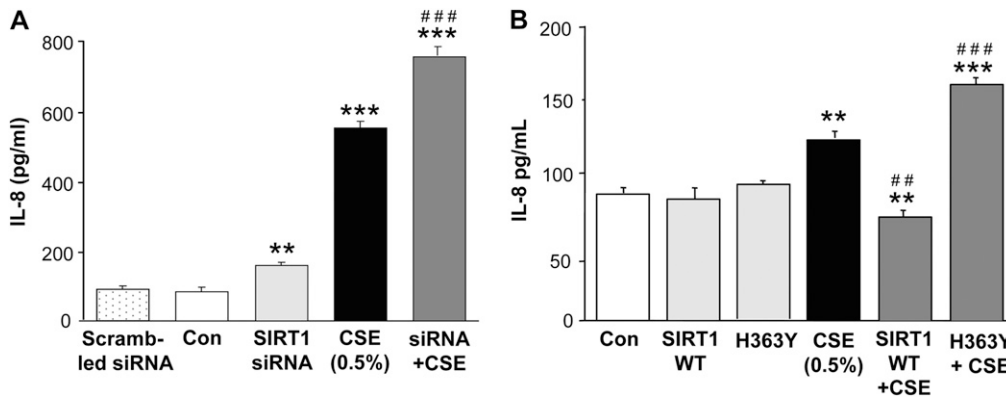 A
IL-8 (pg/ml)
800
600
400
200
0
**
***
###
***
Scramb-
led siRNA
Con
SIRT1
siRNA
CSE
(0.5%)
siRNA
+CSE
B
IL-8 pg/mL
200
150
100
50
0
**
##
**
###
***
Con
SIRT1
WT
H363Y
CSE
(0.5%)
SIRT1
WT
+CSE
H363Y
+ CSE